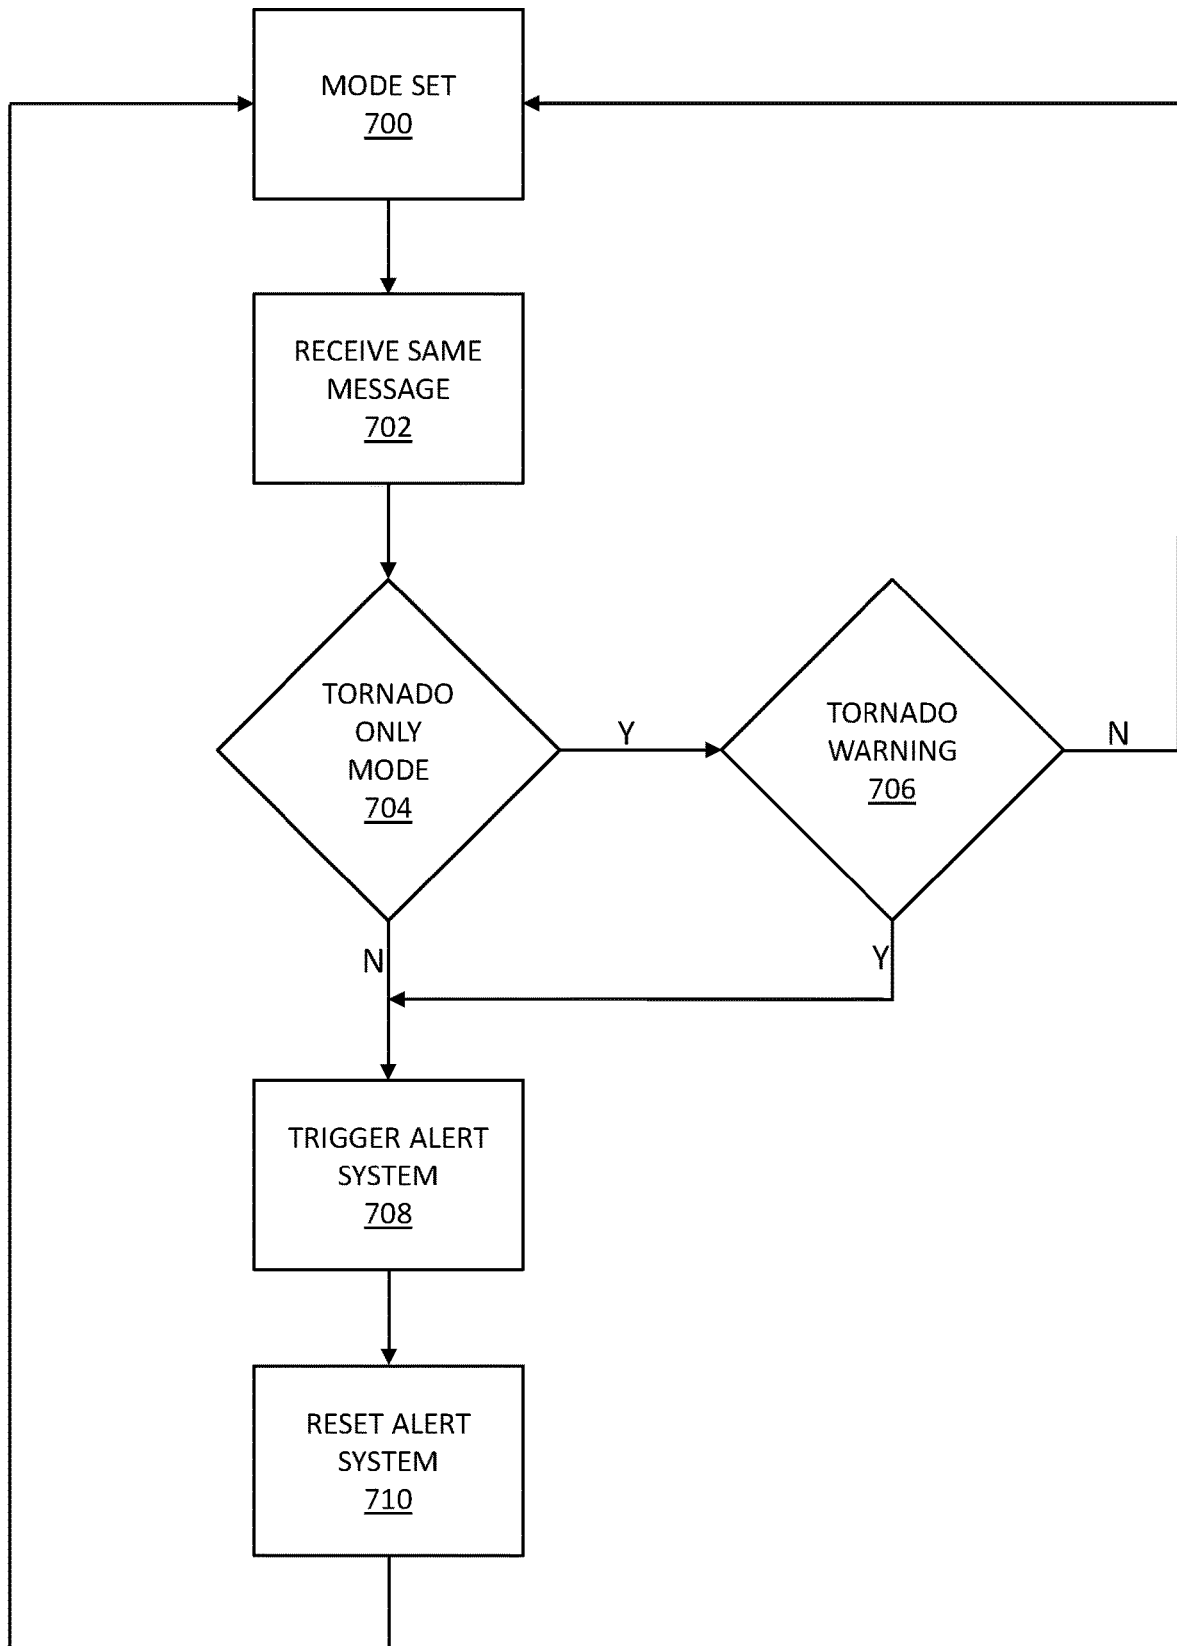 MODE SET
700
RECEIVE SAME
MESSAGE
702
TORNADO
ONLY
MODE
704
Y
TORNADO
WARNING
706
N
N
Y
TRIGGER ALERT
SYSTEM
708
RESET ALERT
SYSTEM
710